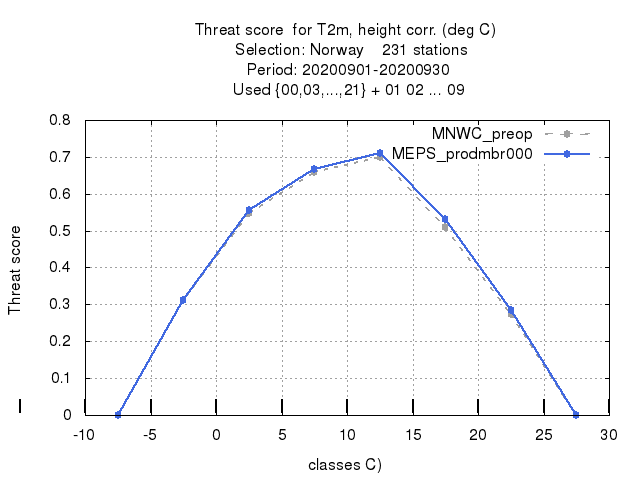 Threat score  for T2m, height corr. (deg C)
Selection: Norway    231 stations
Period: 20200901-20200930
Used {00,03,...,21} + 01 02 ... 09
MNWC_preop
MEPS_prodmbr000
Threat score
0.8
0.7
0.6
0.5
0.4
0.3
0.2
0.1
0
-10 -5 0 5 10 15 20 25 30
classes C)